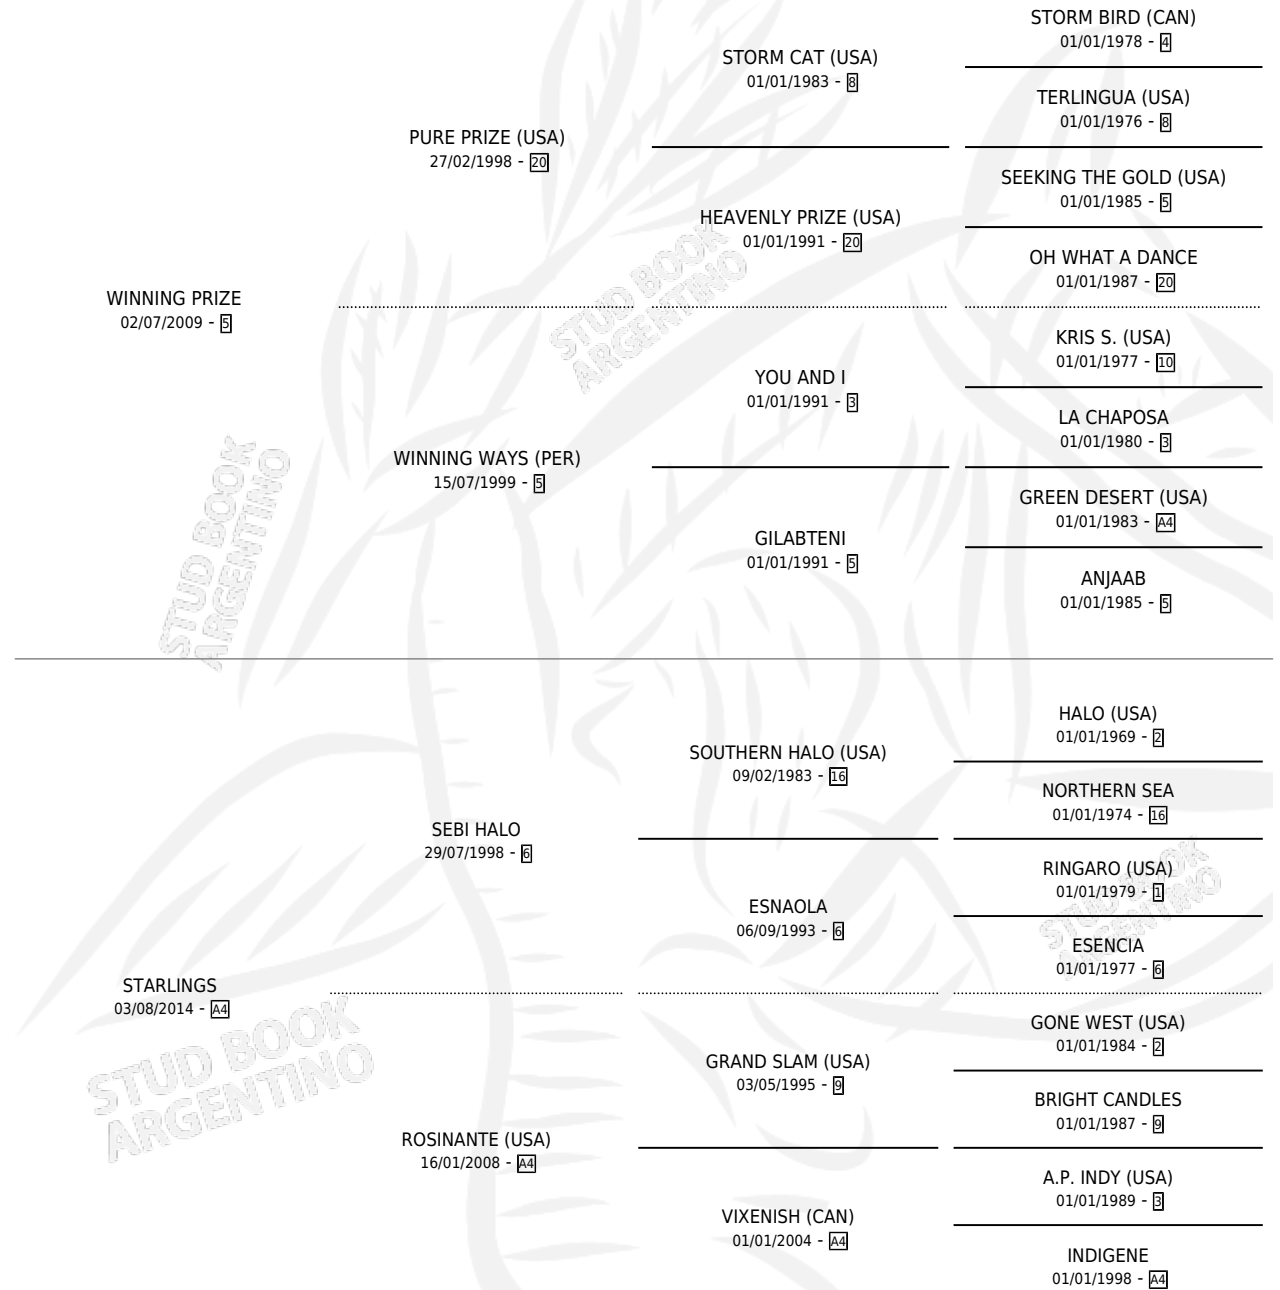 STORM BIRD (CAN)
01/01/1978 - 4
STORM CAT (USA)
01/01/1983 - 8
TERLINGUA (USA)
01/01/1976 - 8
PURE PRIZE (USA)
27/02/1998 - 20
SEEKING THE GOLD (USA)
01/01/1985 - 5
HEAVENLY PRIZE (USA)
01/01/1991 - 20
OH WHAT A DANCE
01/01/1987 - 20
WINNING PRIZE
02/07/2009 - 5
KRIS S. (USA)
01/01/1977 - 10
YOU AND I
01/01/1991 - 3
LA CHAPOSA
01/01/1980 - 3
WINNING WAYS (PER)
15/07/1999 - 5
GREEN DESERT (USA)
01/01/1983 - A4
GILABTENI
01/01/1991 - 5
ANJAAB
01/01/1985 - 5
HALO (USA)
01/01/1969 - 2
SOUTHERN HALO (USA)
09/02/1983 - 16
NORTHERN SEA
01/01/1974 - 16
SEBI HALO
29/07/1998 - 6
RINGARO (USA)
01/01/1979 - 1
ESNAOLA
06/09/1993 - 6
ESENCIA
01/01/1977 - 6
STARLINGS
03/08/2014 - A4
GONE WEST (USA)
01/01/1984 - 2
GRAND SLAM (USA)
03/05/1995 - 9
BRIGHT CANDLES
01/01/1987 - 9
ROSINANTE (USA)
16/01/2008 - A4
A.P. INDY (USA)
01/01/1989 - 3
VIXENISH (CAN)
01/01/2004 - A4
INDIGENE
01/01/1998 - A4
STUD BOOK
ARGENTINO
STUD BOOK
ARGENTINO
STUD BOOK
ARGENTINO
STUD BOOK
ARGENTINO